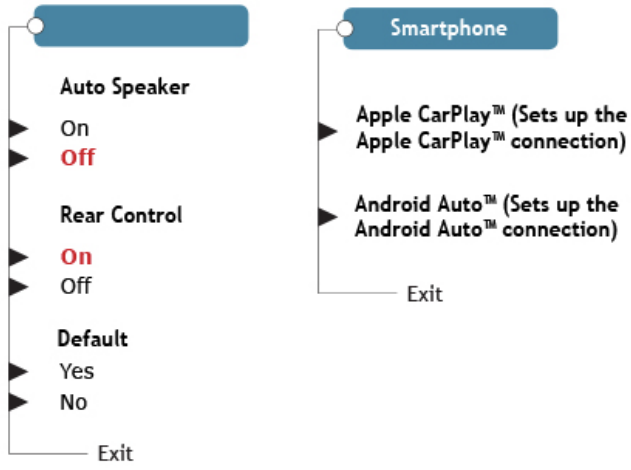 Auto Speaker
On
Off
Rear Control
On
Off
Default
Yes
No
Exit
Smartphone
Apple CarPlay™ (Sets up the
Apple CarPlay™ connection)
Android Auto™ (Sets up the
Android Auto™ connection)
Exit